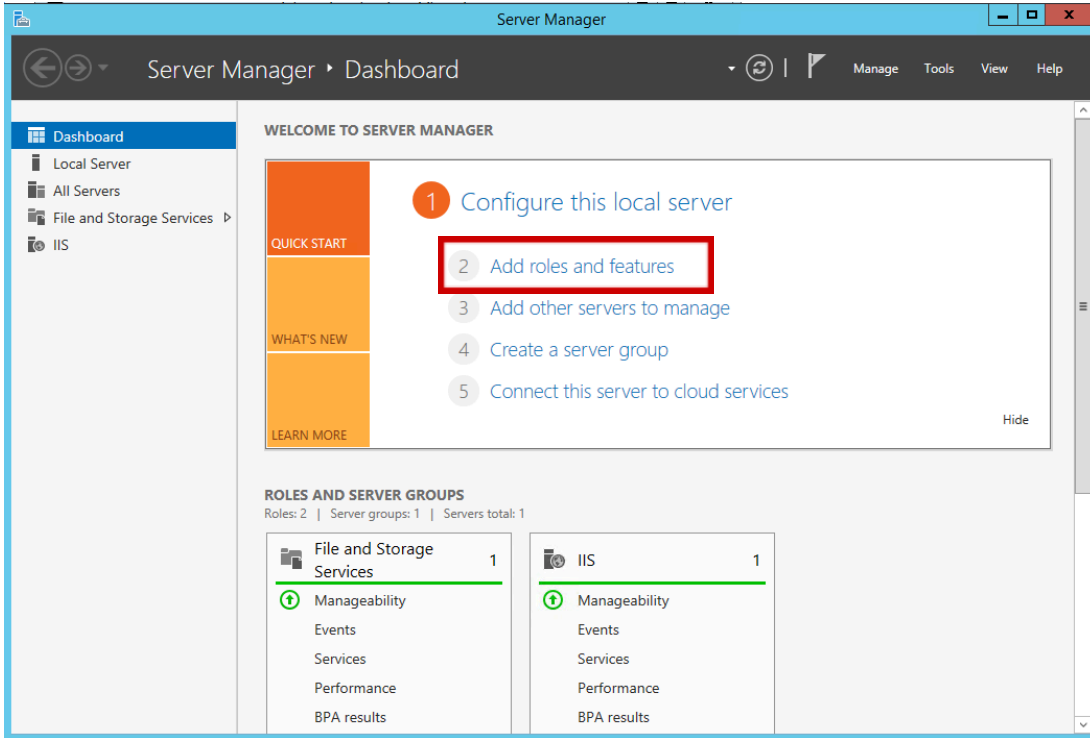 Server Manager
Server Manager • Dashboard
Manage Tools View Help
Dashboard
Local Server
All Servers
File and Storage Services
IIS
WELCOME TO SERVER MANAGER
QUICK START
WHAT'S NEW
LEARN MORE
1 Configure this local server
2 Add roles and features
3 Add other servers to manage
4 Create a server group
5 Connect this server to cloud services
Hide
ROLES AND SERVER GROUPS
Roles: 2 | Server groups: 1 | Servers total: 1
File and Storage
Services 1
Manageability
Events
Services
Performance
BPA results
IIS 1
Manageability
Events
Services
Performance
BPA results